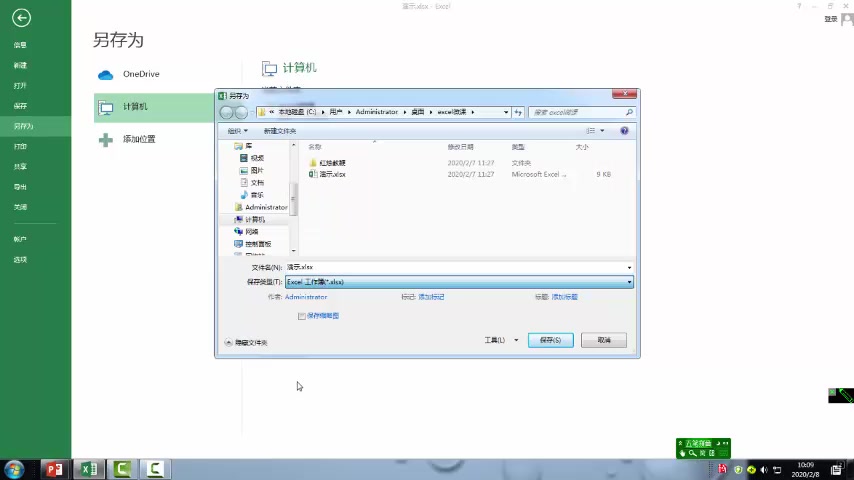 演示.xlsx - Excel
? 
登录
信息
新建
打开
保存
另存为
打印
共享
导出
关闭
帐户
选项
另存为
OneDrive
计算机
添加位置
计算机
另存为
« 本地磁盘 (C:) ▸ 用户 ▸ Administrator ▸ 桌面 ▸ excel微课 ▸
搜索 excel微课
组织 新建文件夹
名称 修改日期 类型 大小
库
视频
图片
文档
音乐
Administrator
计算机
网络
控制面板
红烛教鞭 2020/2/7 11:27 文件夹
演示.xlsx 2020/2/7 11:27 Microsoft Excel ... 9 KB
文件名(N): 演示.xlsx
保存类型(T): Excel 工作簿(*.xlsx)
作者: Administrator 标记: 添加标记 标题: 添加标题
保存缩略图
隐藏文件夹
工具(L) 保存(S) 取消
五笔拼音
简
10:09
2020/2/8